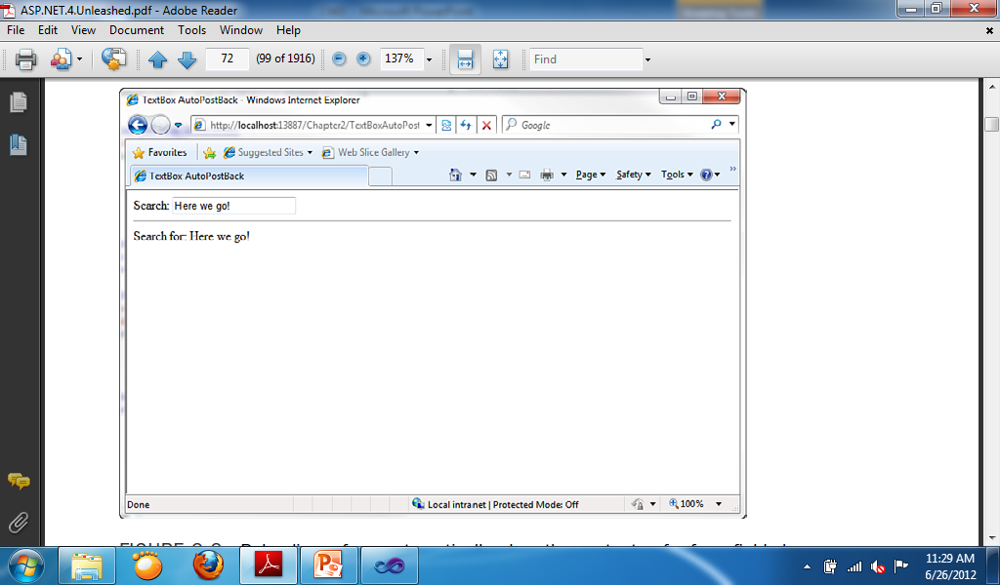 ASP.NET.4.Unleashed.pdf - Adobe Reader
File Edit View Document Tools Window Help
72 (99 of 1916) 137% Find
TextBox AutoPostBack - Windows Internet Explorer
http://localhost:13887/Chapter2/TextBoxAutoPost Google
Favorites Suggested Sites Web Slice Gallery
TextBox AutoPostBack Page Safety Tools
Search: Here we go!
Search for: Here we go!
Done Local intranet | Protected Mode: Off 100%
11:29 AM
6/26/2012